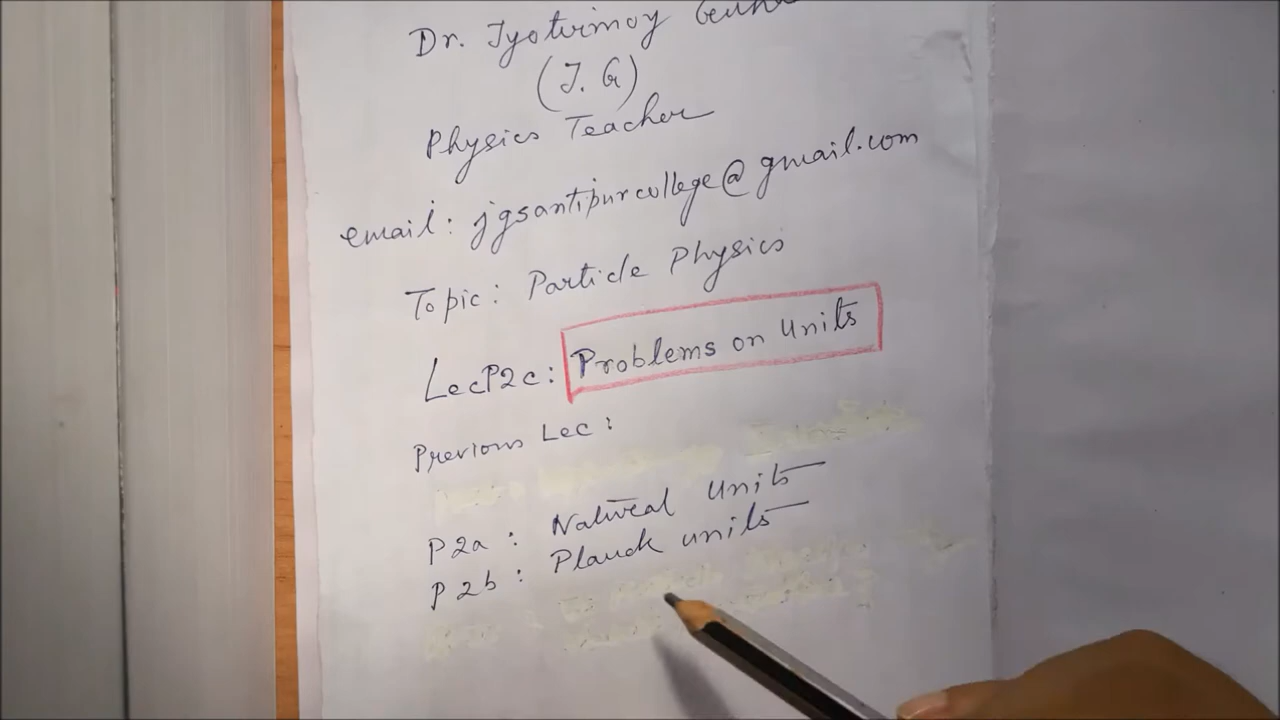 Dr. Jyotirmoy
(J. G)
Physics Teacher
email: jgsantipurcollege@gmail.com
Topic: Particle Physics
LecP2c: Problems on Units
Previous Lec:
P2a: Natural Units
P2b: Planck units